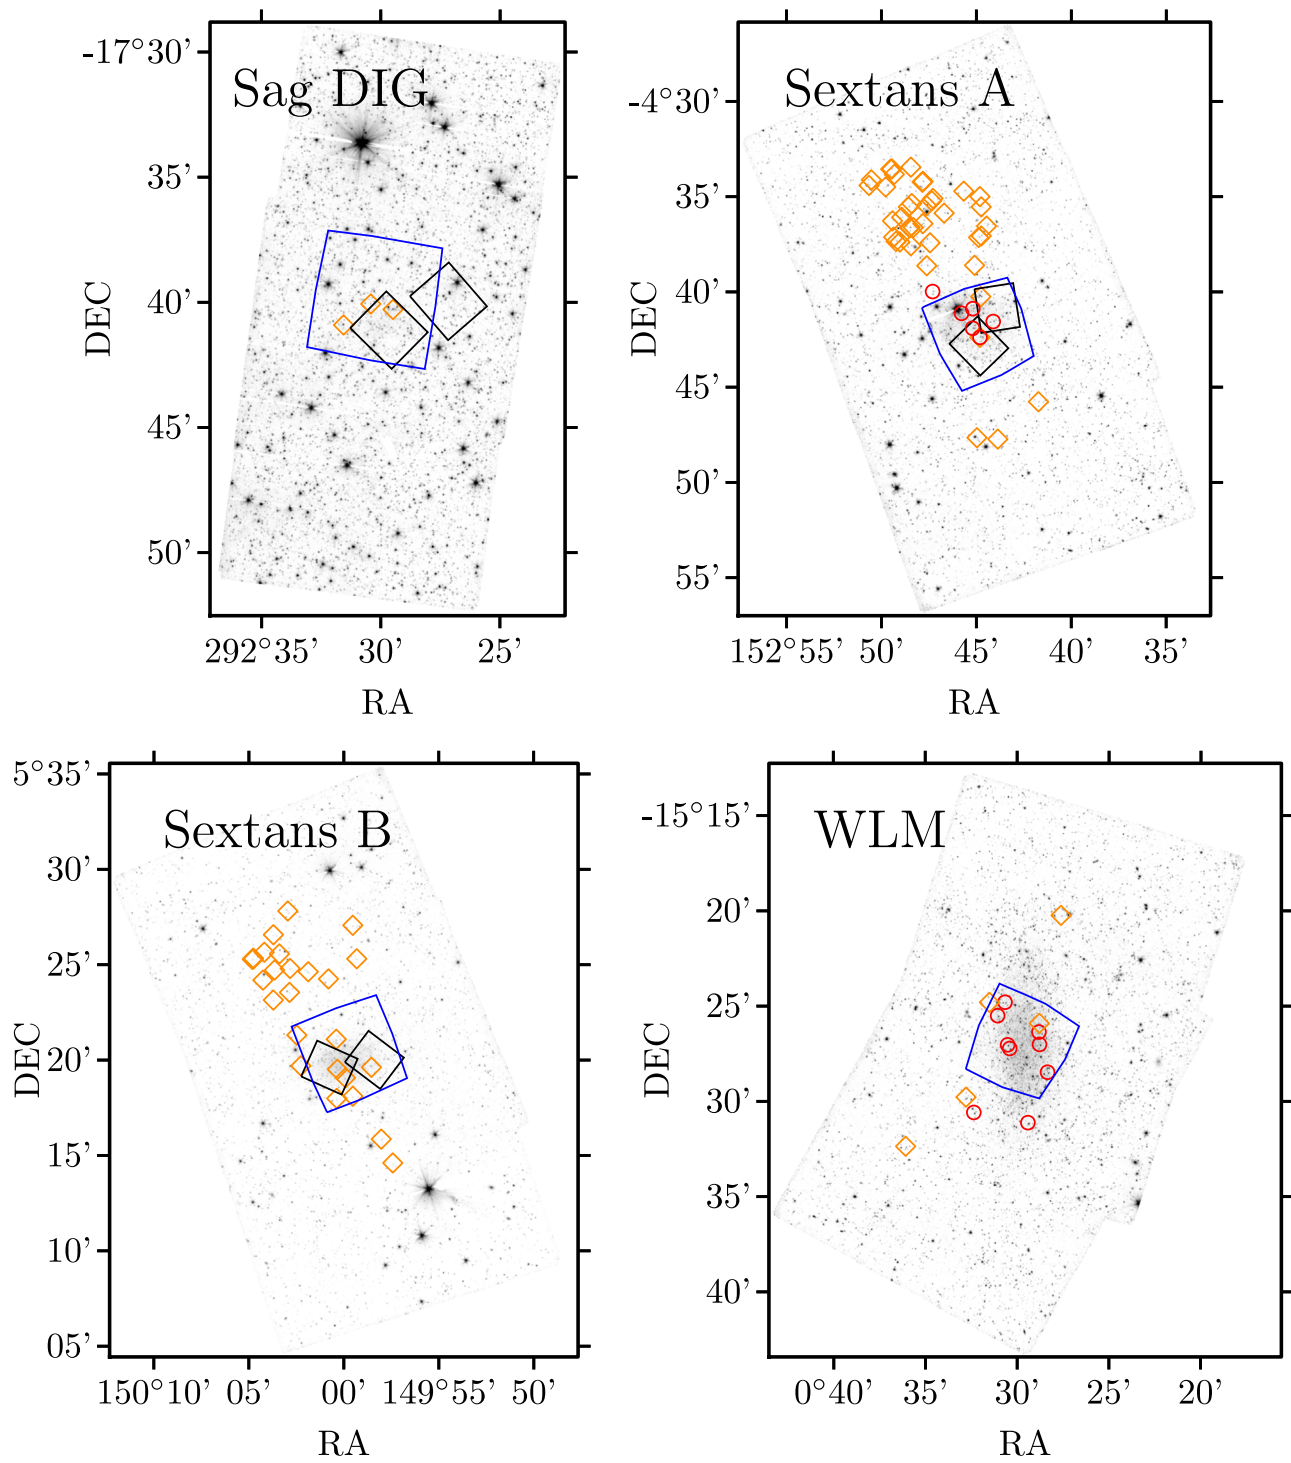 Sag DIG
-17°30'
35'
40'
45'
50'
DEC
292°35' 30' 25'
RA
Sextans A
-4°30'
35'
40'
45'
50'
55'
DEC
152°55' 50' 45' 40' 35'
RA
Sextans B
5°35'
30'
25'
20'
15'
10'
05'
DEC
150°10' 05' 00' 149°55' 50'
RA
WLM
-15°15'
20'
25'
30'
35'
40'
DEC
0°40' 35' 30' 25' 20'
RA